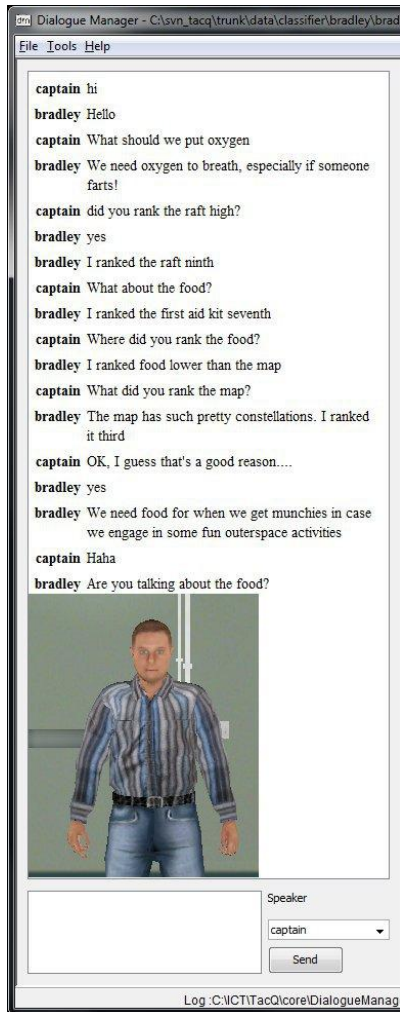 Dialogue Manager - C:\svn_tacq\trunk\data\classifier\bradley\brad
File Tools Help
captain hi
bradley Hello
captain What should we put oxygen
bradley We need oxygen to breath, especially if someone
farts!
captain did you rank the raft high?
bradley yes
bradley I ranked the raft ninth
captain What about the food?
bradley I ranked the first aid kit seventh
captain Where did you rank the food?
bradley I ranked food lower than the map
captain What did you rank the map?
bradley The map has such pretty constellations. I ranked
it third
captain OK, I guess that's a good reason....
bradley yes
bradley We need food for when we get munchies in case
we engage in some fun outerspace activities
captain Haha
bradley Are you talking about the food?
Speaker
captain
Send
Log :C:\ICT\TacQ\core\DialogueManag